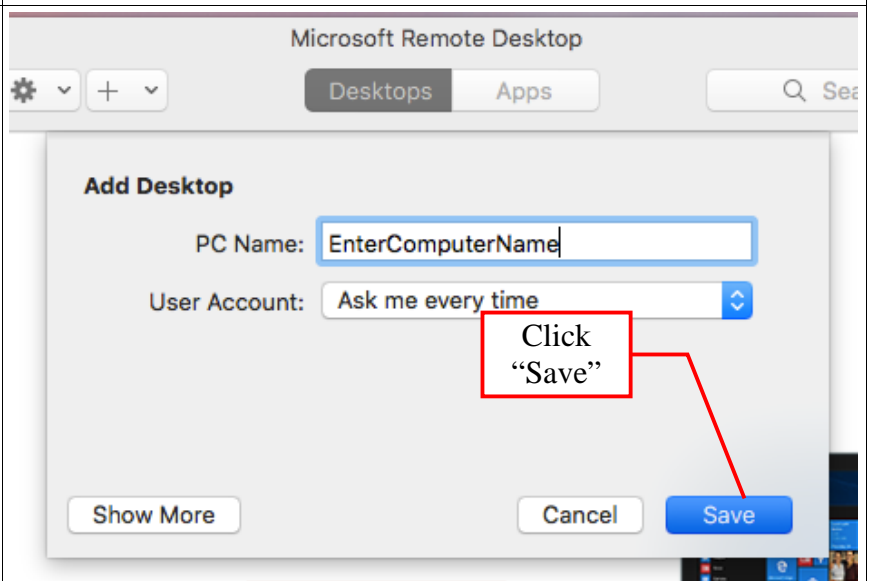 Microsoft Remote Desktop
Desktops Apps
Add Desktop
PC Name: EnterComputerName
User Account: Ask me every time
Click
“Save”
Show More Cancel Save